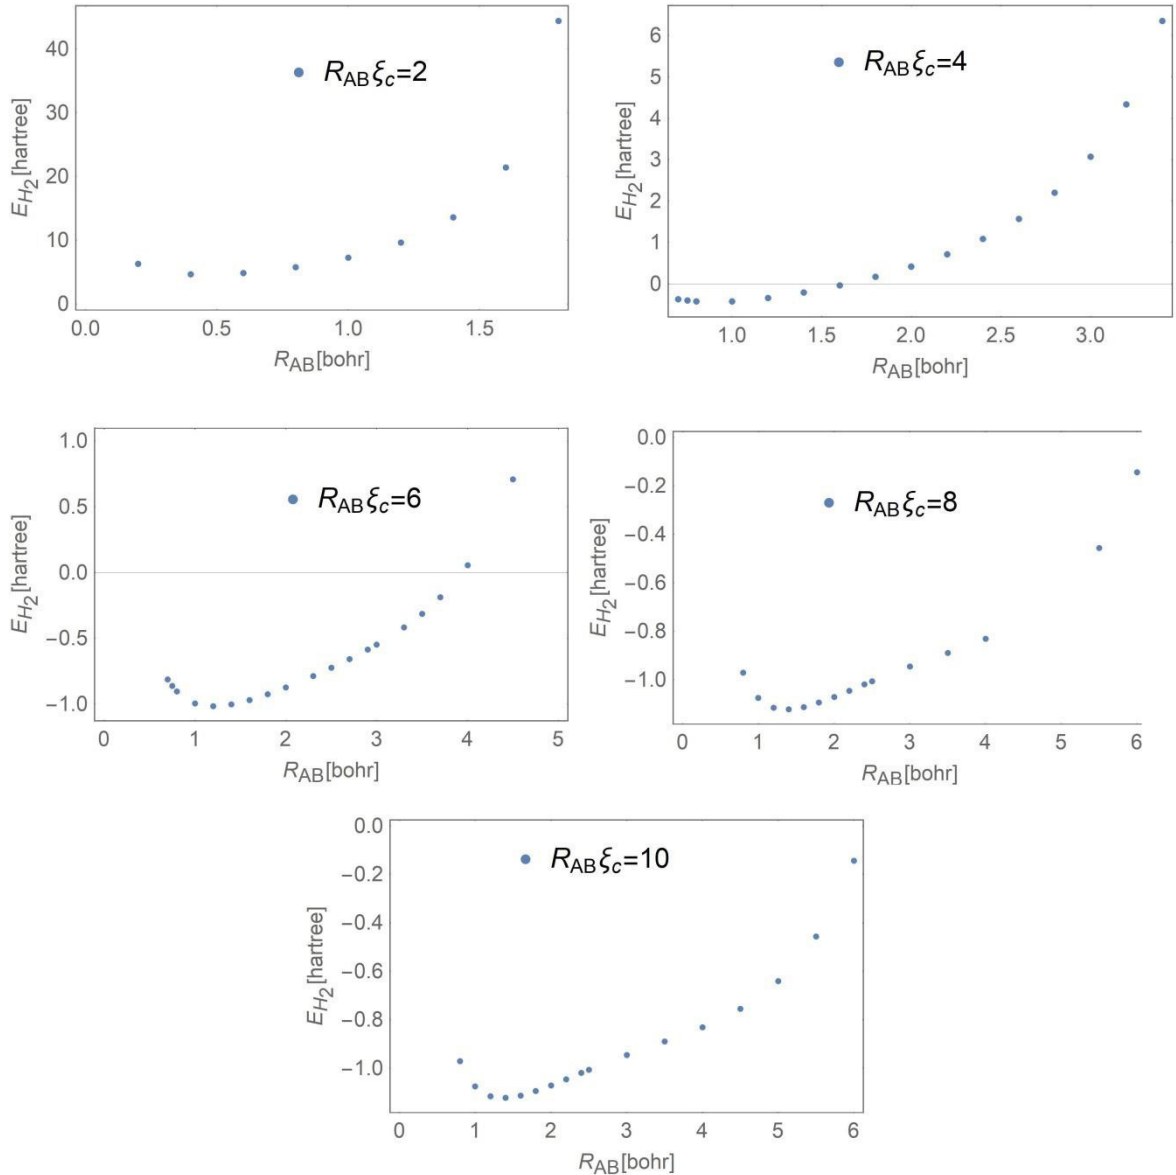 R_AB ξ_c=2
E_H2[hartree]
40
30
20
10
0
0.0 0.5 1.0 1.5
R_AB[bohr]
R_AB ξ_c=4
E_H2[hartree]
6
5
4
3
2
1
0
1.0 1.5 2.0 2.5 3.0
R_AB[bohr]
R_AB ξ_c=6
E_H2[hartree]
1.0
0.5
0.0
−0.5
−1.0
0 1 2 3 4 5
R_AB[bohr]
R_AB ξ_c=8
E_H2[hartree]
0.0
−0.2
−0.4
−0.6
−0.8
−1.0
0 1 2 3 4 5 6
R_AB[bohr]
R_AB ξ_c=10
E_H2[hartree]
0.0
−0.2
−0.4
−0.6
−0.8
−1.0
0 1 2 3 4 5 6
R_AB[bohr]